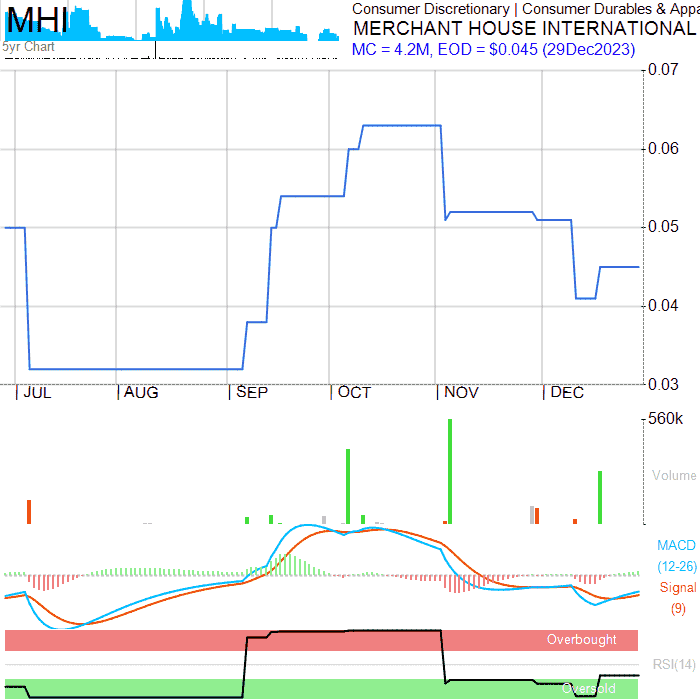 MHI
5yr Chart
Consumer Discretionary | Consumer Durables & Appa
MERCHANT HOUSE INTERNATIONAL
MC = 4.2M, EOD = $0.045 (29Dec2023)
0.07
0.06
0.05
0.04
0.03
JUL AUG SEP OCT NOV DEC
560k
Volume
MACD
(12-26)
Signal
(9)
Overbought
RSI(14)
Oversold